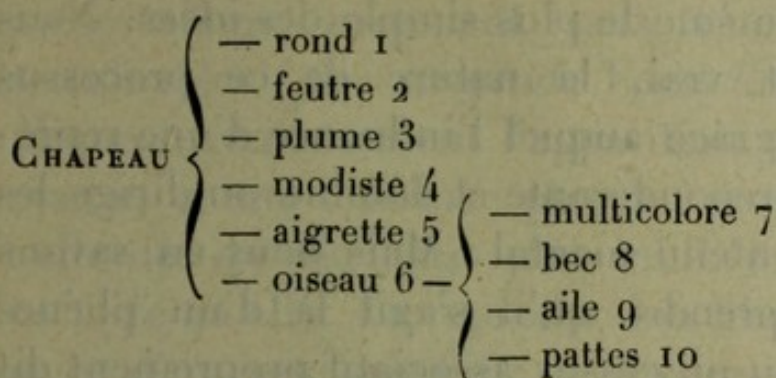 — rond 1
— feutre 2
— plume 3
CHAPEAU
— modiste 4
— aigrette 5
— oiseau 6 —
— multicolore 7
— bec 8
— aile 9
— pattes 10